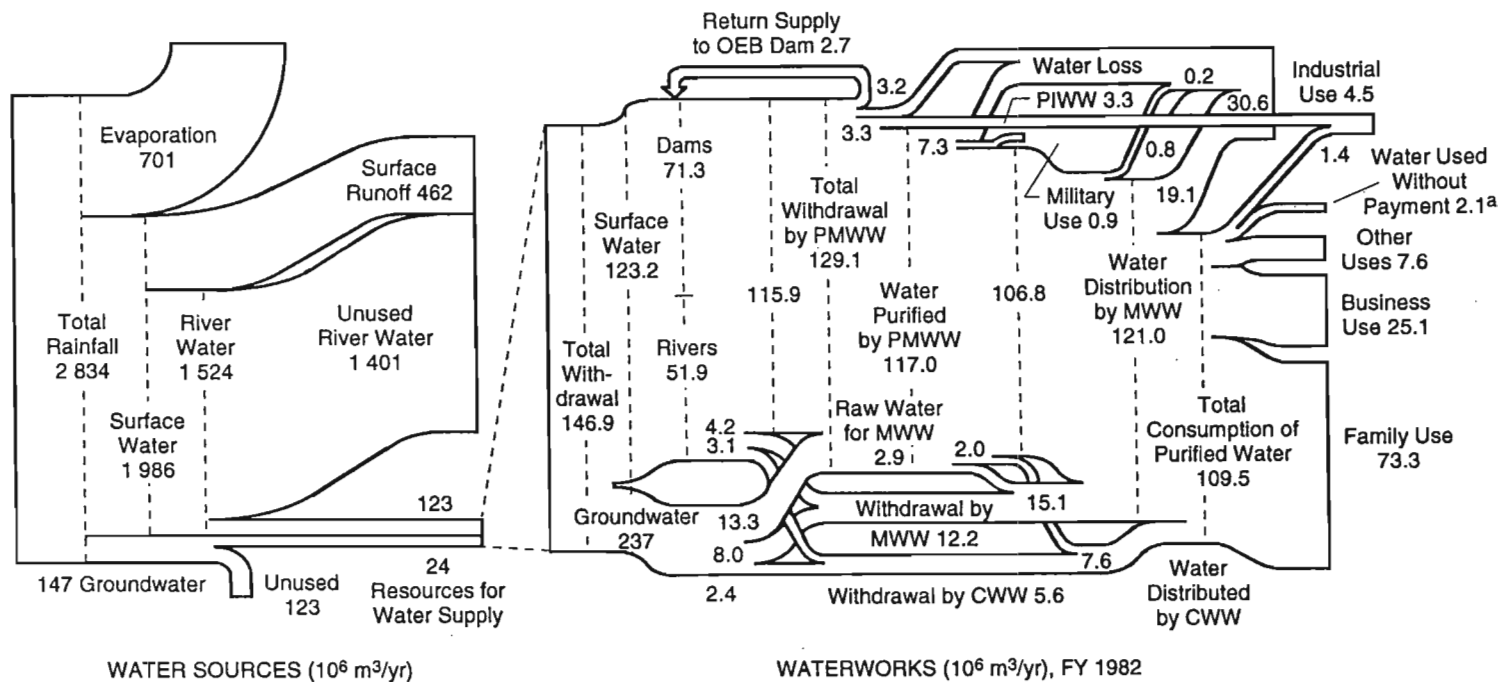 Evaporation
701
Surface
Runoff 462
Total
Rainfall
2 834
River
Water
1 524
Unused
River Water
1 401
Surface
Water
1 986
123
147 Groundwater
Unused
123
24
Resources for
Water Supply
WATER SOURCES (10⁶ m³/yr)
Return Supply
to OEB Dam 2.7
3.2
Water Loss
0.2
30.6
Industrial
Use 4.5
PIWW 3.3
3.3
7.3
0.8
1.4
Dams
71.3
Military
Use 0.9
19.1
Water Used
Without
Payment 2.1ᵃ
Surface
Water
123.2
Total
Withdrawal
by PMWW
129.1
Other
Uses 7.6
115.9
Water
Purified
by PMWW
117.0
106.8
Water
Distribution
by MWW
121.0
Business
Use 25.1
Total
With-
drawal
146.9
Rivers
51.9
4.2
3.1
Raw Water
for MWW
2.9
2.0
Total
Consumption of
Purified Water
109.5
Family Use
73.3
15.1
Groundwater
237
13.3
Withdrawal by
MWW 12.2
8.0
7.6
2.4
Withdrawal by CWW 5.6
Water
Distributed
by CWW
WATERWORKS (10⁶ m³/yr), FY 1982